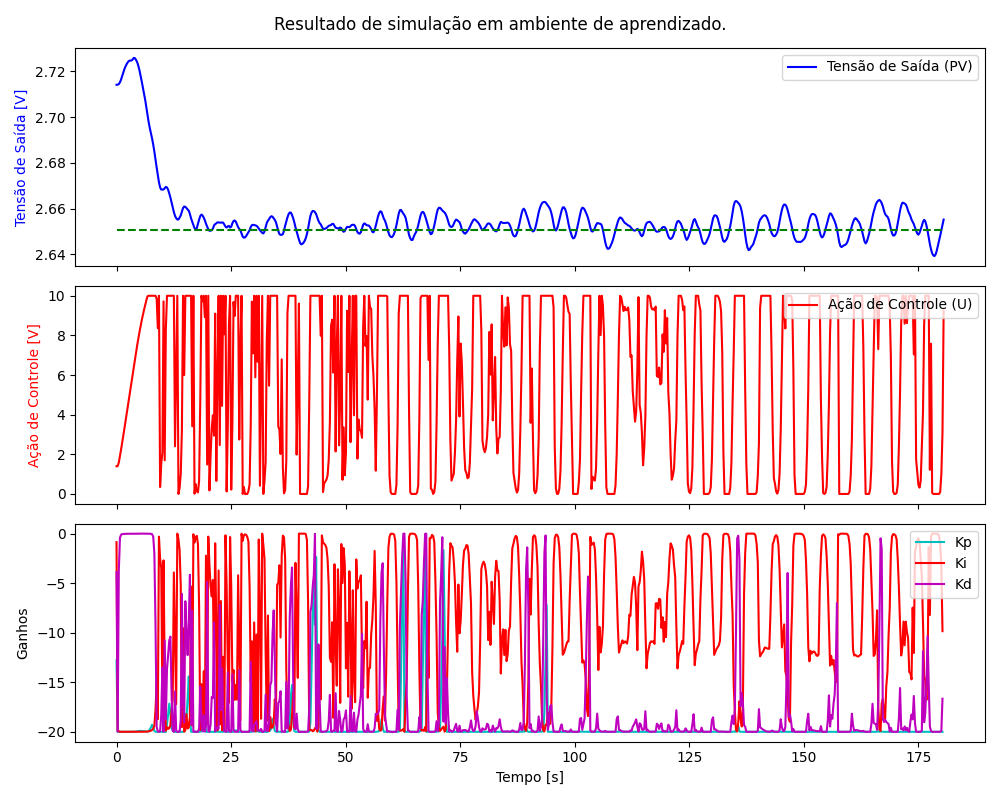 Resultado de simulação em ambiente de aprendizado.
Tensão de Saída (PV)
Tensão de Saída [V]
2.72
2.70
2.68
2.66
2.64
Ação de Controle (U)
Ação de Controle [V]
10
8
6
4
2
0
Kp
Ki
Kd
Ganhos
0
−5
−10
−15
−20
0 25 50 75 100 125 150 175
Tempo [s]